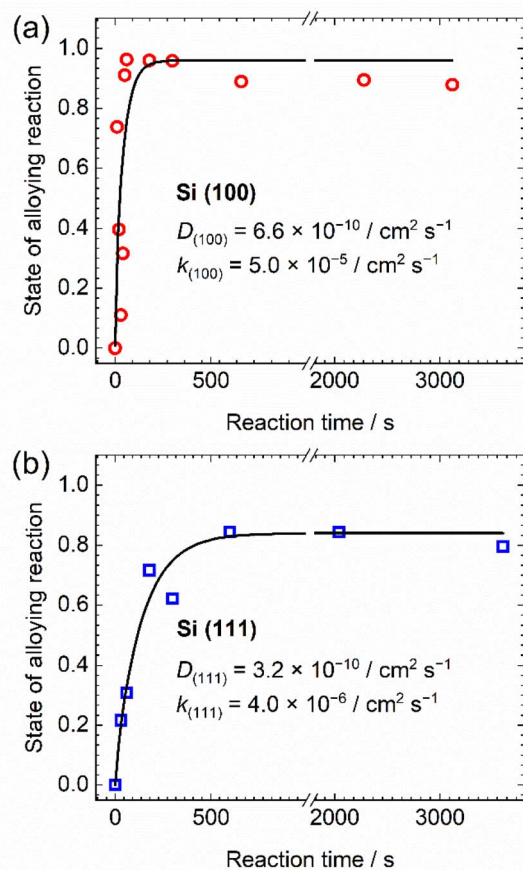 (a)
1.0
0.8
0.6
0.4
0.2
0.0
State of alloying reaction
Si (100)
D(100) = 6.6 × 10⁻¹⁰ / cm² s⁻¹
k(100) = 5.0 × 10⁻⁵ / cm² s⁻¹
0 500 2000 3000
Reaction time / s
(b)
1.0
0.8
0.6
0.4
0.2
0.0
State of alloying reaction
Si (111)
D(111) = 3.2 × 10⁻¹⁰ / cm² s⁻¹
k(111) = 4.0 × 10⁻⁶ / cm² s⁻¹
0 500 2000 3000
Reaction time / s